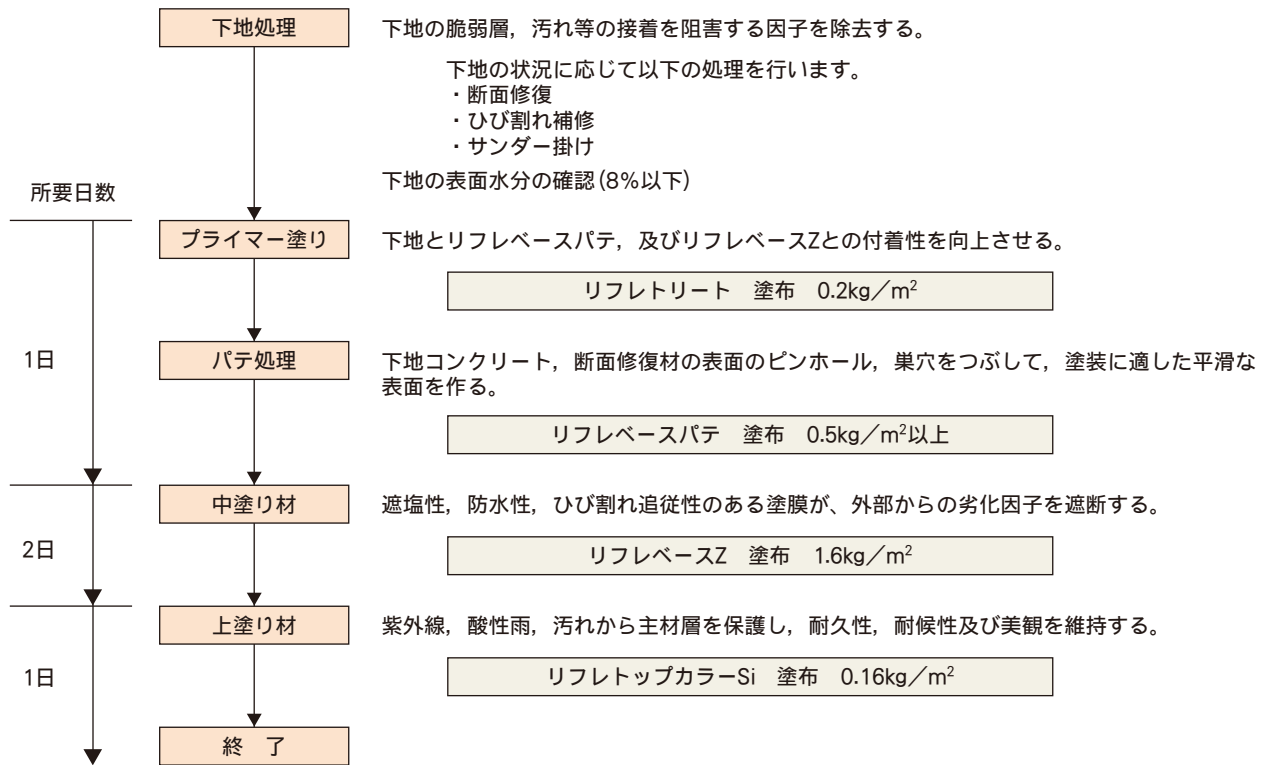 下地処理
下地の脆弱層，汚れ等の接着を阻害する因子を除去する。
下地の状況に応じて以下の処理を行います。
・断面修復
・ひび割れ補修
・サンダー掛け
下地の表面水分の確認(8%以下)
所要日数
プライマー塗り
下地とリフレベースパテ，及びリフレベースZとの付着性を向上させる。
リフレトリート　塗布　0.2kg／m²
1日
パテ処理
下地コンクリート，断面修復材の表面のピンホール，巣穴をつぶして，塗装に適した平滑な
表面を作る。
リフレベースパテ　塗布　0.5kg／m²以上
中塗り材
遮塩性，防水性，ひび割れ追従性のある塗膜が、外部からの劣化因子を遮断する。
2日
リフレベースZ　塗布　1.6kg／m²
上塗り材
紫外線，酸性雨，汚れから主材層を保護し，耐久性，耐候性及び美観を維持する。
1日
リフレトップカラーSi　塗布　0.16kg／m²
終　了